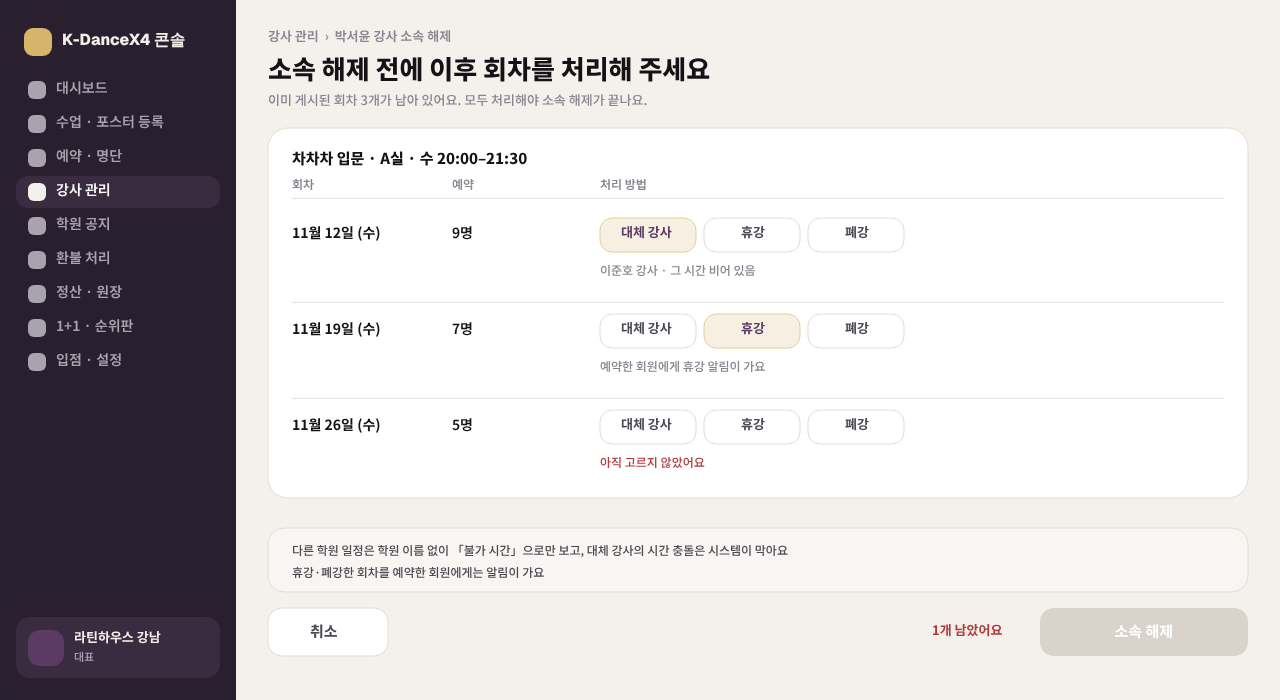 K-DanceX4 콘솔
대시보드
수업 · 포스터 등록
예약 · 명단
강사 관리
학원 공지
환불 처리
정산 · 원장
1+1 · 순위판
입점 · 설정
라틴하우스 강남
대표
강사 관리 › 박서윤 강사 소속 해제
소속 해제 전에 이후 회차를 처리해 주세요
이미 게시된 회차 3개가 남아 있어요. 모두 처리해야 소속 해제가 끝나요.
차차차 입문 · A실 · 수 20:00–21:30
회차 예약 처리 방법
11월 12일 (수) 9명 대체 강사 휴강 폐강
이준호 강사 · 그 시간 비어 있음
11월 19일 (수) 7명 대체 강사 휴강 폐강
예약한 회원에게 휴강 알림이 가요
11월 26일 (수) 5명 대체 강사 휴강 폐강
아직 고르지 않았어요
다른 학원 일정은 학원 이름 없이 「불가 시간」으로만 보고, 대체 강사의 시간 충돌은 시스템이 막아요
휴강·폐강한 회차를 예약한 회원에게는 알림이 가요
취소 1개 남았어요 소속 해제